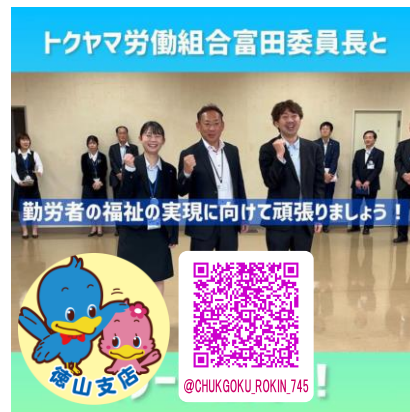 トクヤマ労働組合富田委員長と
勤労者の福祉の実現に向けて頑張りましょう！
徳山支店
@CHUKGOKU_ROKIN_745
！